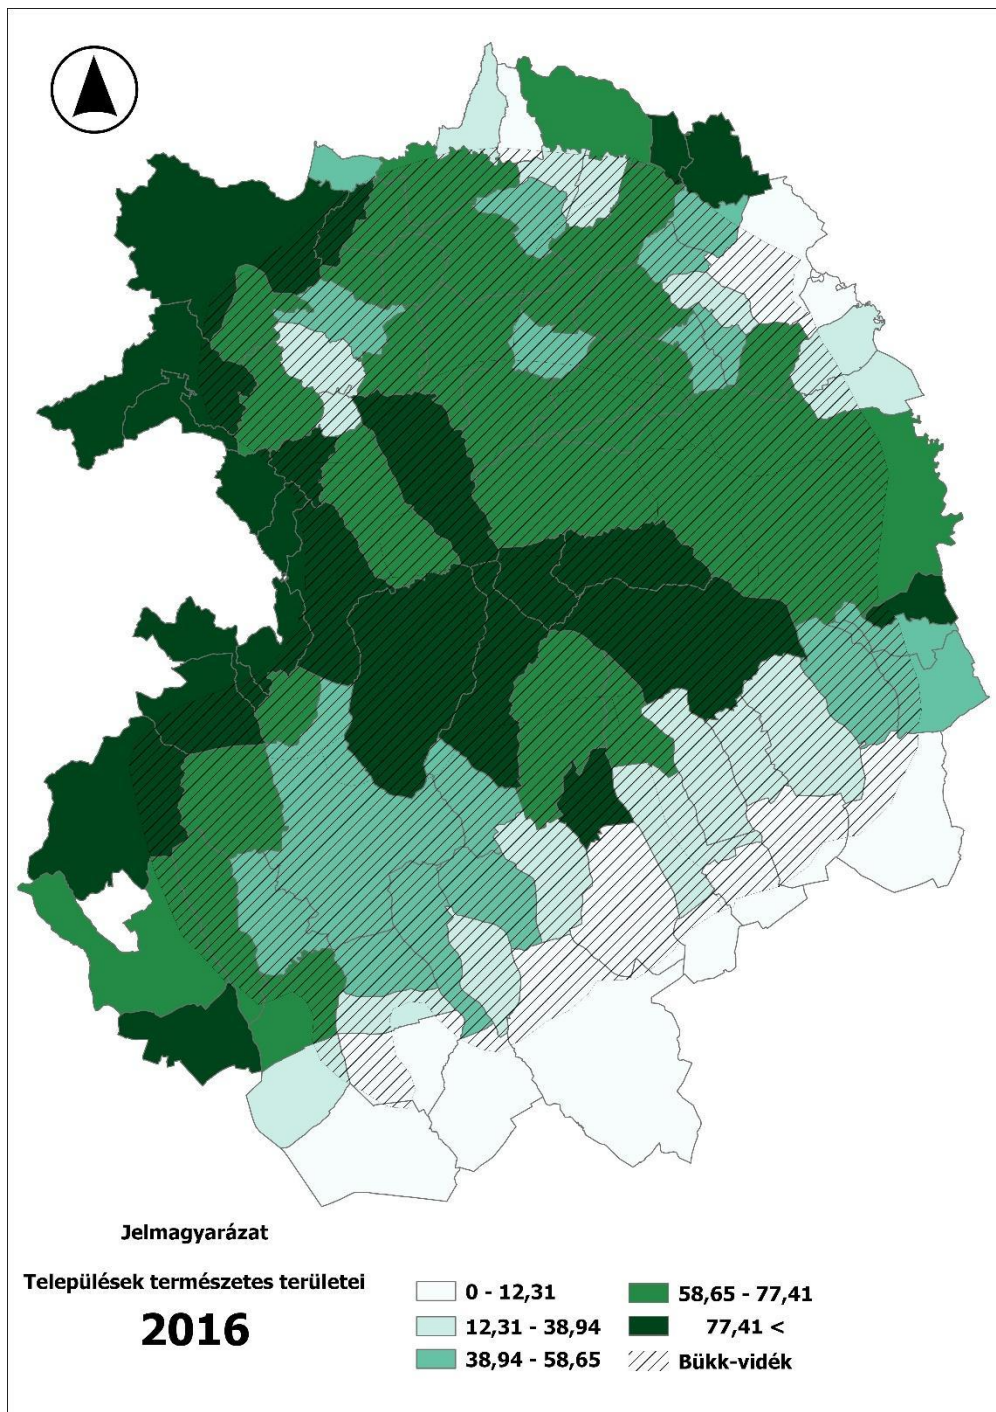 Jelmagyarázat
Települések természetes területei
2016
0 - 12,31
12,31 - 38,94
38,94 - 58,65
58,65 - 77,41
77,41 <
Bükk-vidék